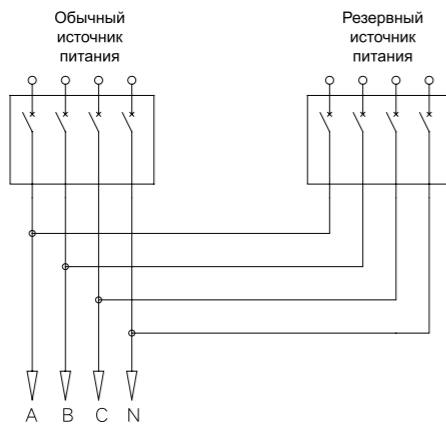 Обычный
источник
питания
Резервный
источник
питания
A B C N